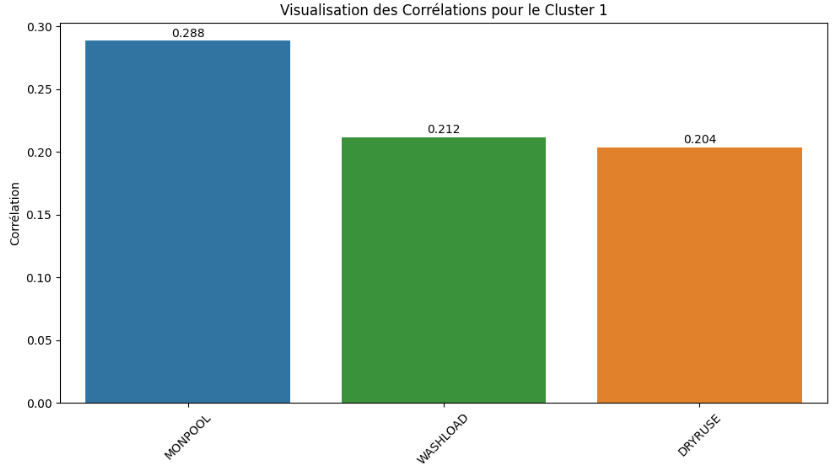 Visualisation des Corrélations pour le Cluster 1
0.30
0.25
0.20
0.15
0.10
0.05
0.00
Corrélation
0.288
0.212
0.204
MONPOOL
WASHLOAD
DRYRUSE